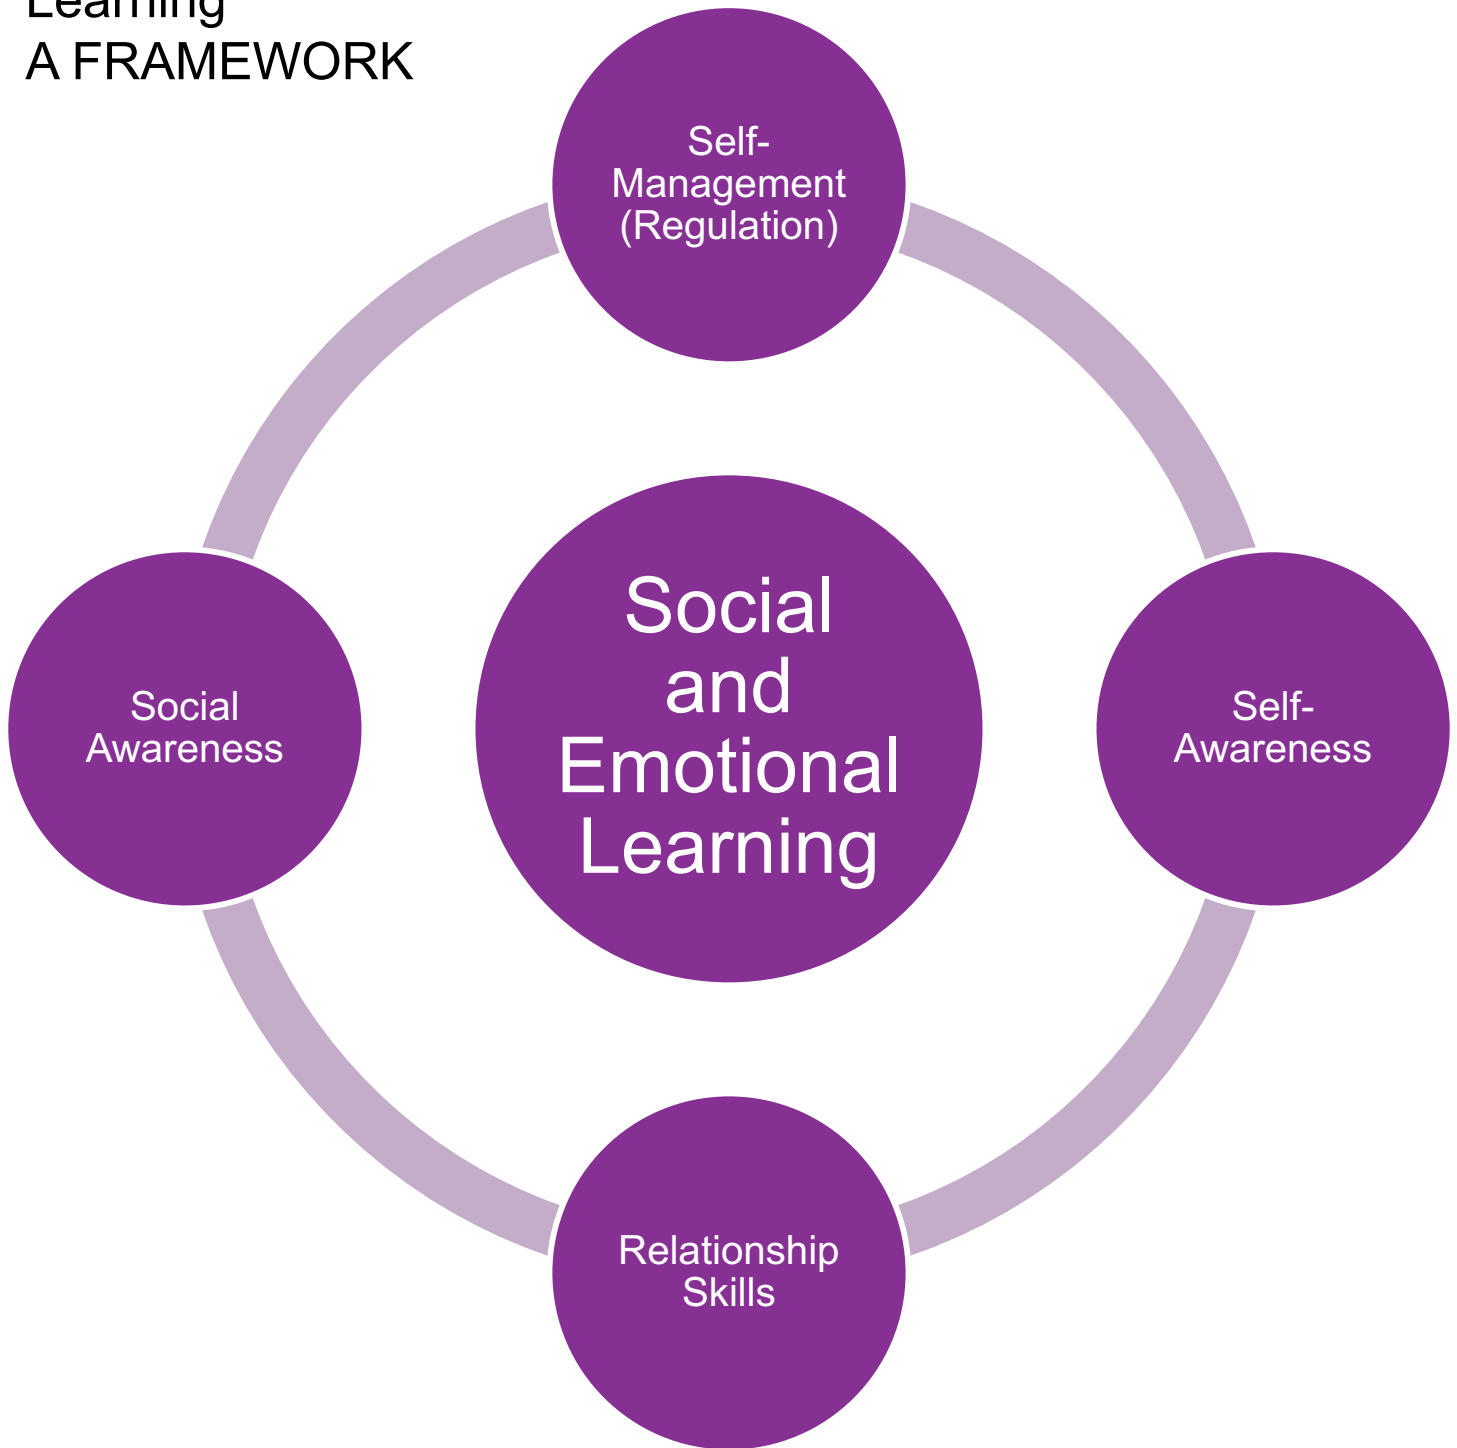 Learning
A FRAMEWORK
Self-
Management
(Regulation)
Social
and
Emotional
Learning
Social
Awareness
Self-
Awareness
Relationship
Skills